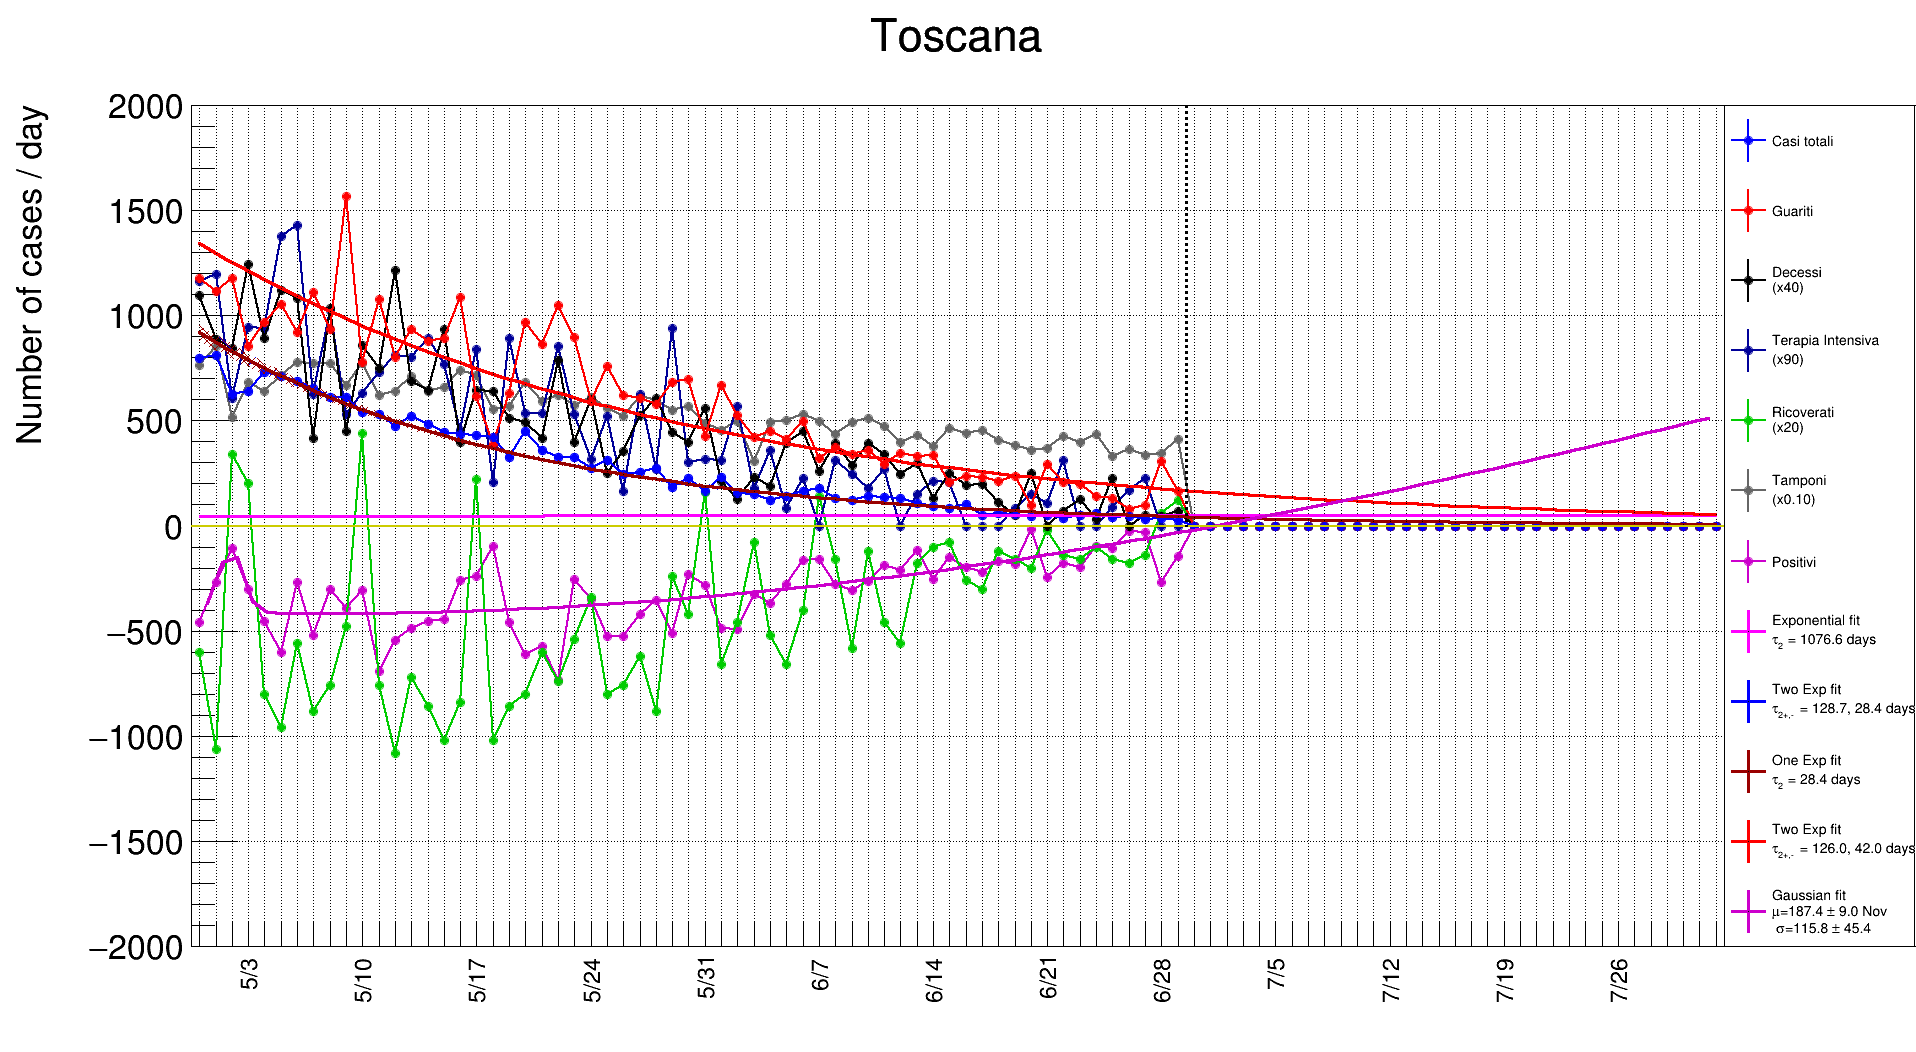 Toscana
Number of cases / day
2000
1500
1000
500
0
−500
−1000
−1500
−2000
5/3
5/10
5/17
5/24
5/31
6/7
6/14
6/21
6/28
7/5
7/12
7/19
7/26
Casi totali
Guariti
Decessi
(x40)
Terapia Intensiva
(x90)
Ricoverati
(x20)
Tamponi
(x0.10)
Positivi
Exponential fit
τ2 = 1076.6 days
Two Exp fit
τ2+,- = 128.7, 28.4 days
One Exp fit
τ2 = 28.4 days
Two Exp fit
τ2+,- = 126.0, 42.0 days
Gaussian fit
μ=187.4 ± 9.0 Nov
σ=115.8 ± 45.4